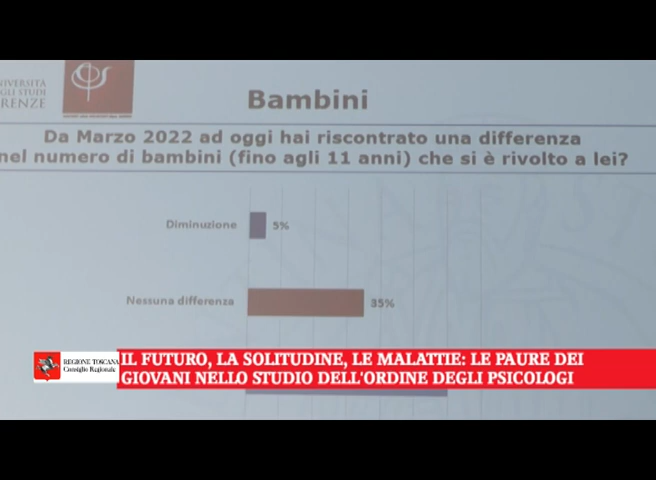 UNIVERSITÀ
DEGLI STUDI
FIRENZE
Bambini
Da Marzo 2022 ad oggi hai riscontrato una differenza
nel numero di bambini (fino agli 11 anni) che si è rivolto a lei?
Diminuzione 5%
Nessuna differenza 35%
REGIONE TOSCANA
Consiglio Regionale
IL FUTURO, LA SOLITUDINE, LE MALATTIE: LE PAURE DEI
GIOVANI NELLO STUDIO DELL'ORDINE DEGLI PSICOLOGI